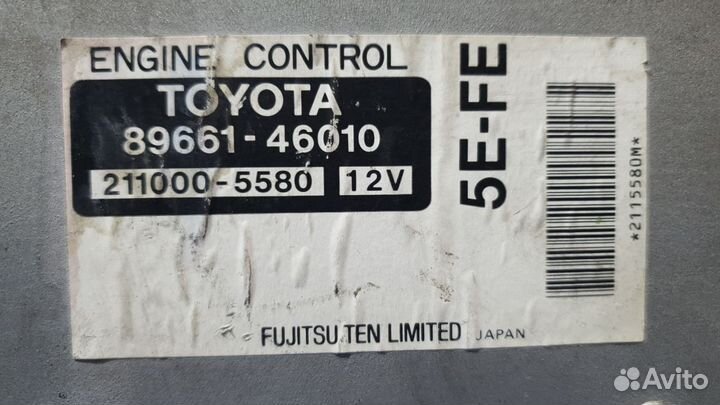 ENGINE CONTROL
TOYOTA
89661-46010
211000-5580 12V
5E-FE
*2115580M*
FUJITSU TEN LIMITED JAPAN
Avito